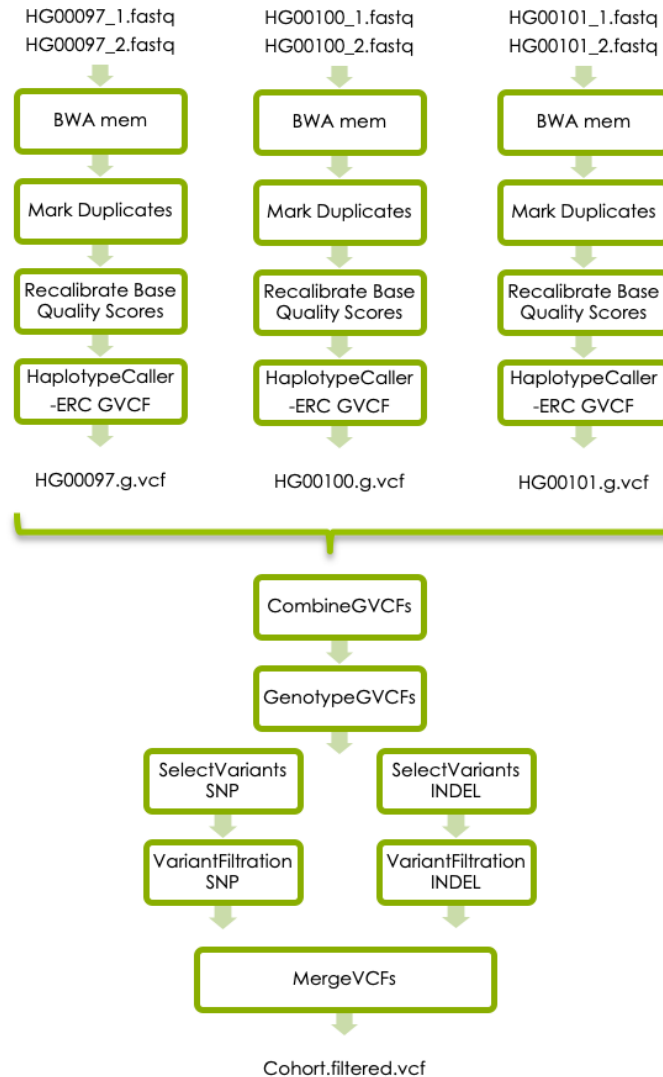 HG00097_1.fastq
HG00097_2.fastq
HG00100_1.fastq
HG00100_2.fastq
HG00101_1.fastq
HG00101_2.fastq
BWA mem
BWA mem
BWA mem
Mark Duplicates
Mark Duplicates
Mark Duplicates
Recalibrate Base
Quality Scores
Recalibrate Base
Quality Scores
Recalibrate Base
Quality Scores
HaplotypeCaller
-ERC GVCF
HaplotypeCaller
-ERC GVCF
HaplotypeCaller
-ERC GVCF
HG00097.g.vcf
HG00100.g.vcf
HG00101.g.vcf
CombineGVCFs
GenotypeGVCFs
SelectVariants
SNP
SelectVariants
INDEL
VariantFiltration
SNP
VariantFiltration
INDEL
MergeVCFs
Cohort.filtered.vcf